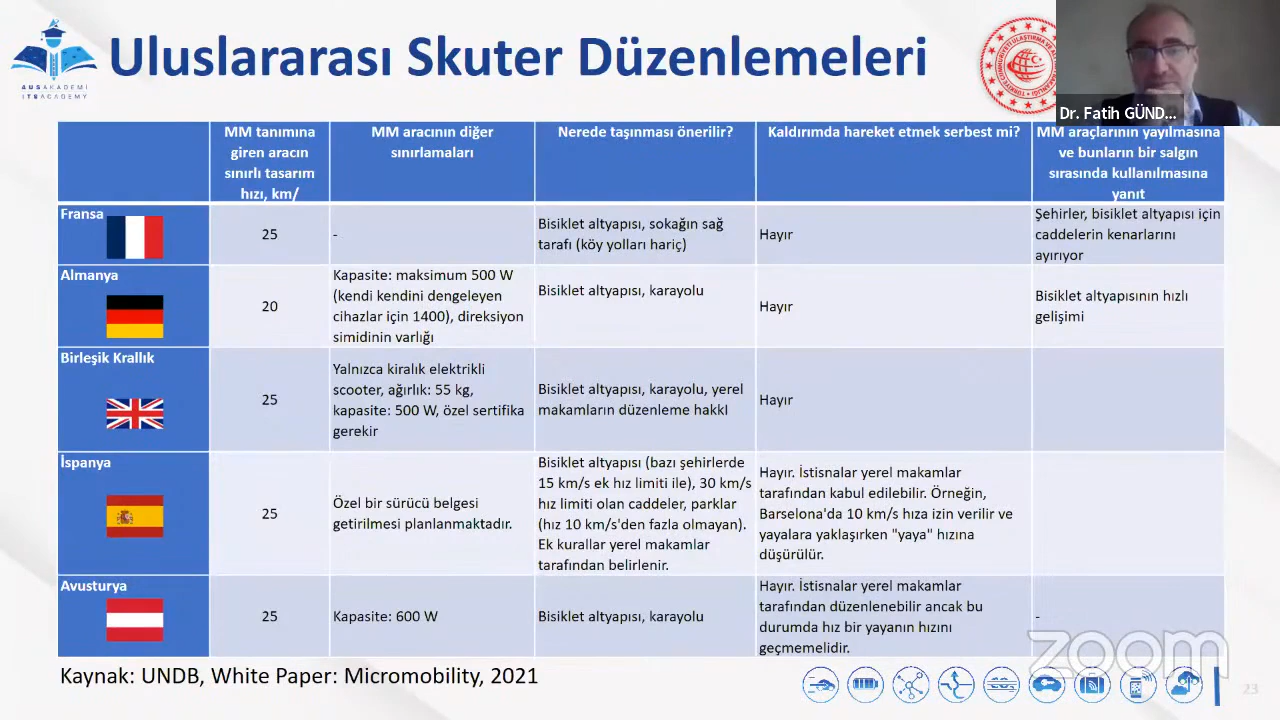 Uluslararası Skuter Düzenlemeleri
AUSAKADEMİ
ITSACADEMY
Dr. Fatih GÜND...
MM tanımına
giren aracın
sınırlı tasarım
hızı, km/
MM aracının diğer
sınırlamaları
Nerede taşınması önerilir?
Kaldırımda hareket etmek serbest mi?
MM araçlarının yayılmasına
ve bunların bir salgın
sırasında kullanılmasına
yanıt
Fransa
25
-
Bisiklet altyapısı, sokağın sağ
tarafı (köy yolları hariç)
Hayır
Şehirler, bisiklet altyapısı için
caddelerin kenarlarını
ayırıyor
Almanya
20
Kapasite: maksimum 500 W
(kendi kendini dengeleyen
cihazlar için 1400), direksiyon
simidinin varlığı
Bisiklet altyapısı, karayolu
Hayır
Bisiklet altyapısının hızlı
gelişimi
Birleşik Krallık
25
Yalnızca kiralık elektrikli
scooter, ağırlık: 55 kg,
kapasite: 500 W, özel sertifika
gerekir
Bisiklet altyapısı, karayolu, yerel
makamların düzenleme hakkI
Hayır
İspanya
25
Özel bir sürücü belgesi
getirilmesi planlanmaktadır.
Bisiklet altyapısı (bazı şehirlerde
15 km/s ek hız limiti ile), 30 km/s
hız limiti olan caddeler, parklar
(hız 10 km/s'den fazla olmayan).
Ek kurallar yerel makamlar
tarafından belirlenir.
Hayır. İstisnalar yerel makamlar
tarafından kabul edilebilir. Örneğin,
Barselona'da 10 km/s hıza izin verilir ve
yayalara yaklaşırken "yaya" hızına
düşürülür.
Avusturya
25
Kapasite: 600 W
Bisiklet altyapısı, karayolu
Hayır. İstisnalar yerel makamlar
tarafından düzenlenebilir ancak bu
durumda hız bir yayanın hızını
geçmemelidir.
-
zoom
Kaynak: UNDB, White Paper: Micromobility, 2021
23